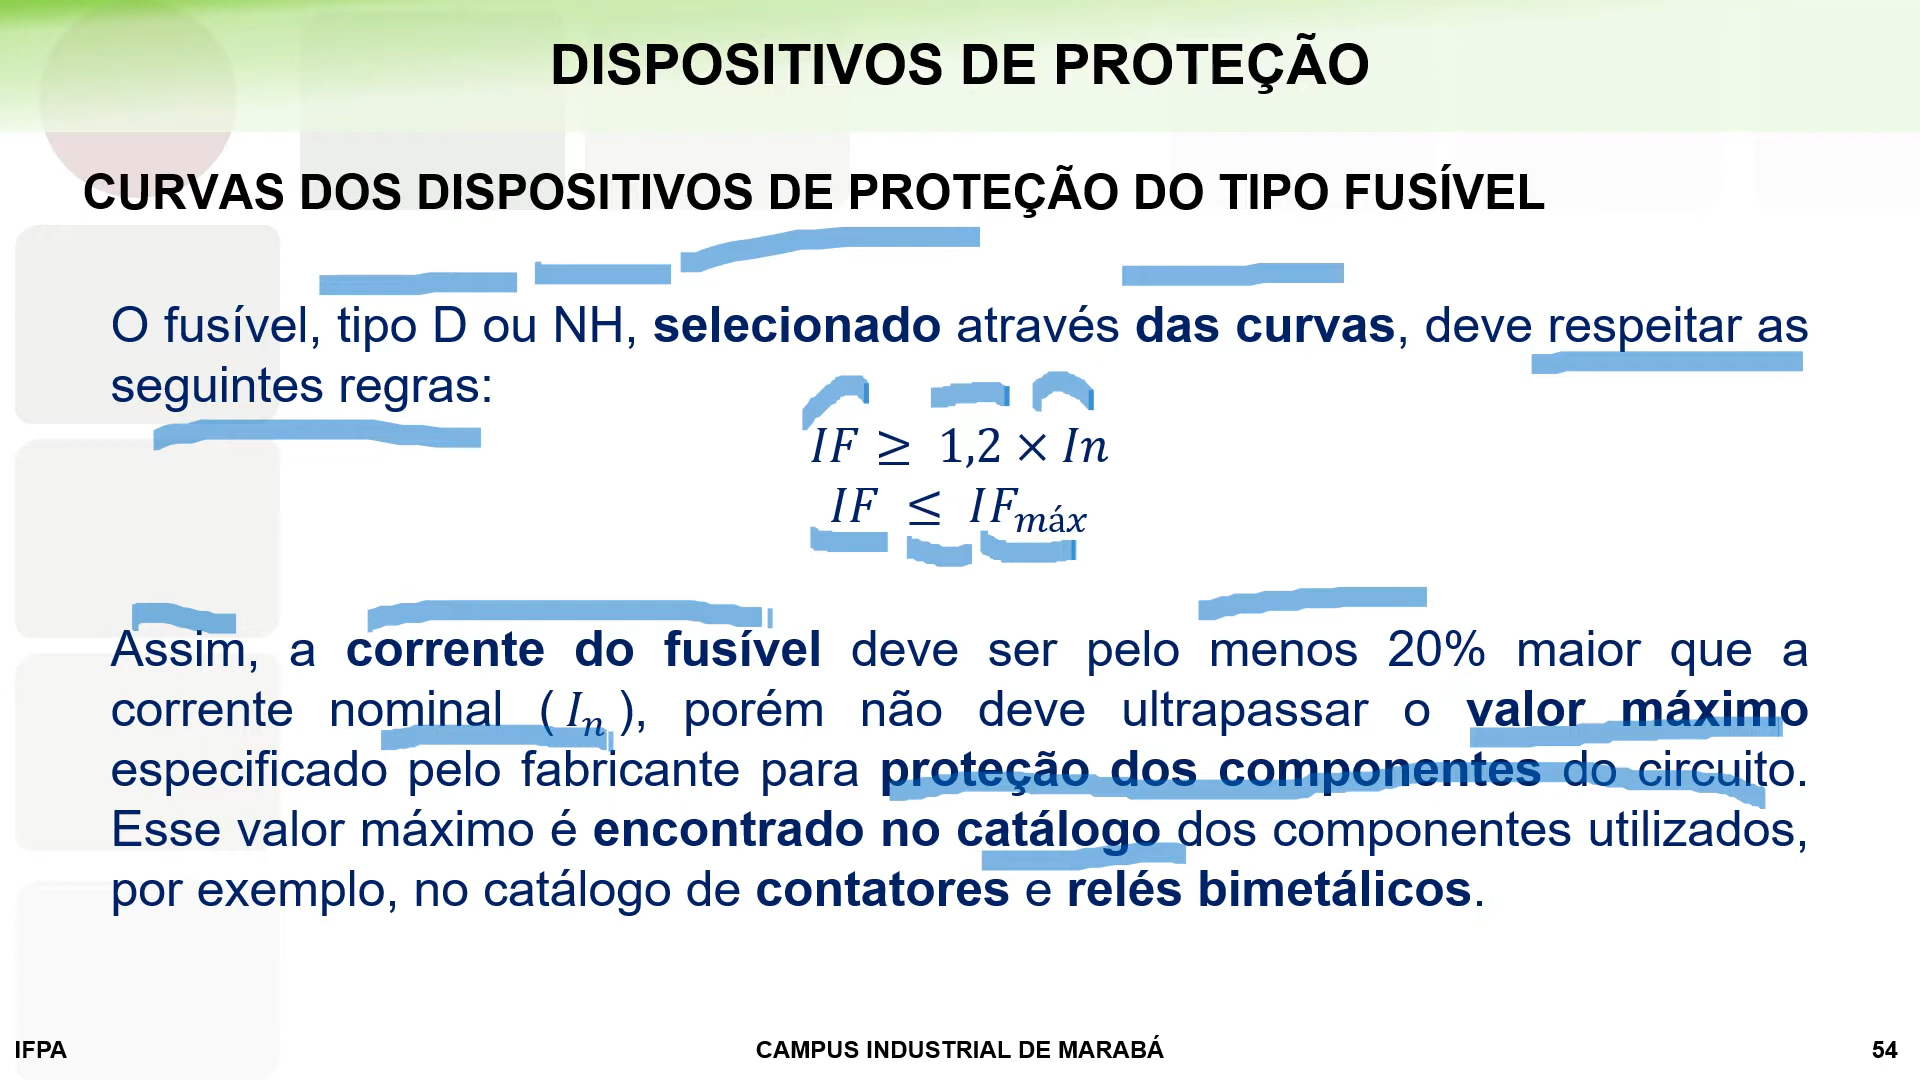 DISPOSITIVOS DE PROTEÇÃO
CURVAS DOS DISPOSITIVOS DE PROTEÇÃO DO TIPO FUSÍVEL
O fusível, tipo D ou NH, selecionado através das curvas, deve respeitar as
seguintes regras:
IF ≥ 1,2 × In
IF ≤ IFmáx
Assim, a corrente do fusível deve ser pelo menos 20% maior que a
corrente nominal (In), porém não deve ultrapassar o valor máximo
especificado pelo fabricante para proteção dos componentes do circuito.
Esse valor máximo é encontrado no catálogo dos componentes utilizados,
por exemplo, no catálogo de contatores e relés bimetálicos.
IFPA
CAMPUS INDUSTRIAL DE MARABÁ
54